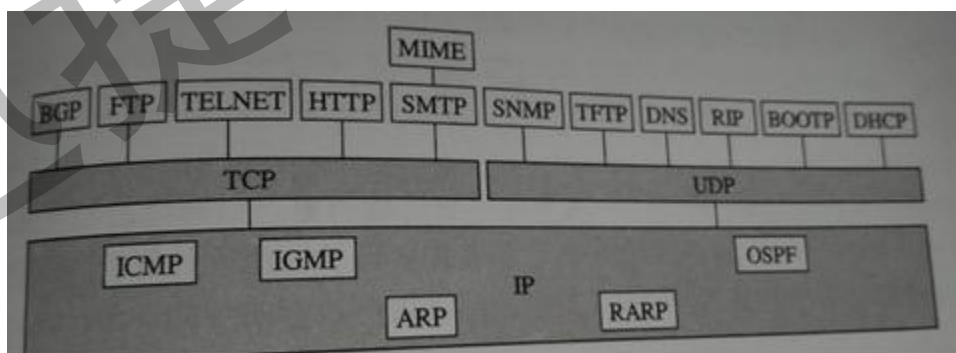 MIME
BGP FTP TELNET HTTP SMTP SNMP TFTP DNS RIP BOOTP DHCP
TCP UDP
ICMP IGMP OSPF
IP
ARP RARP